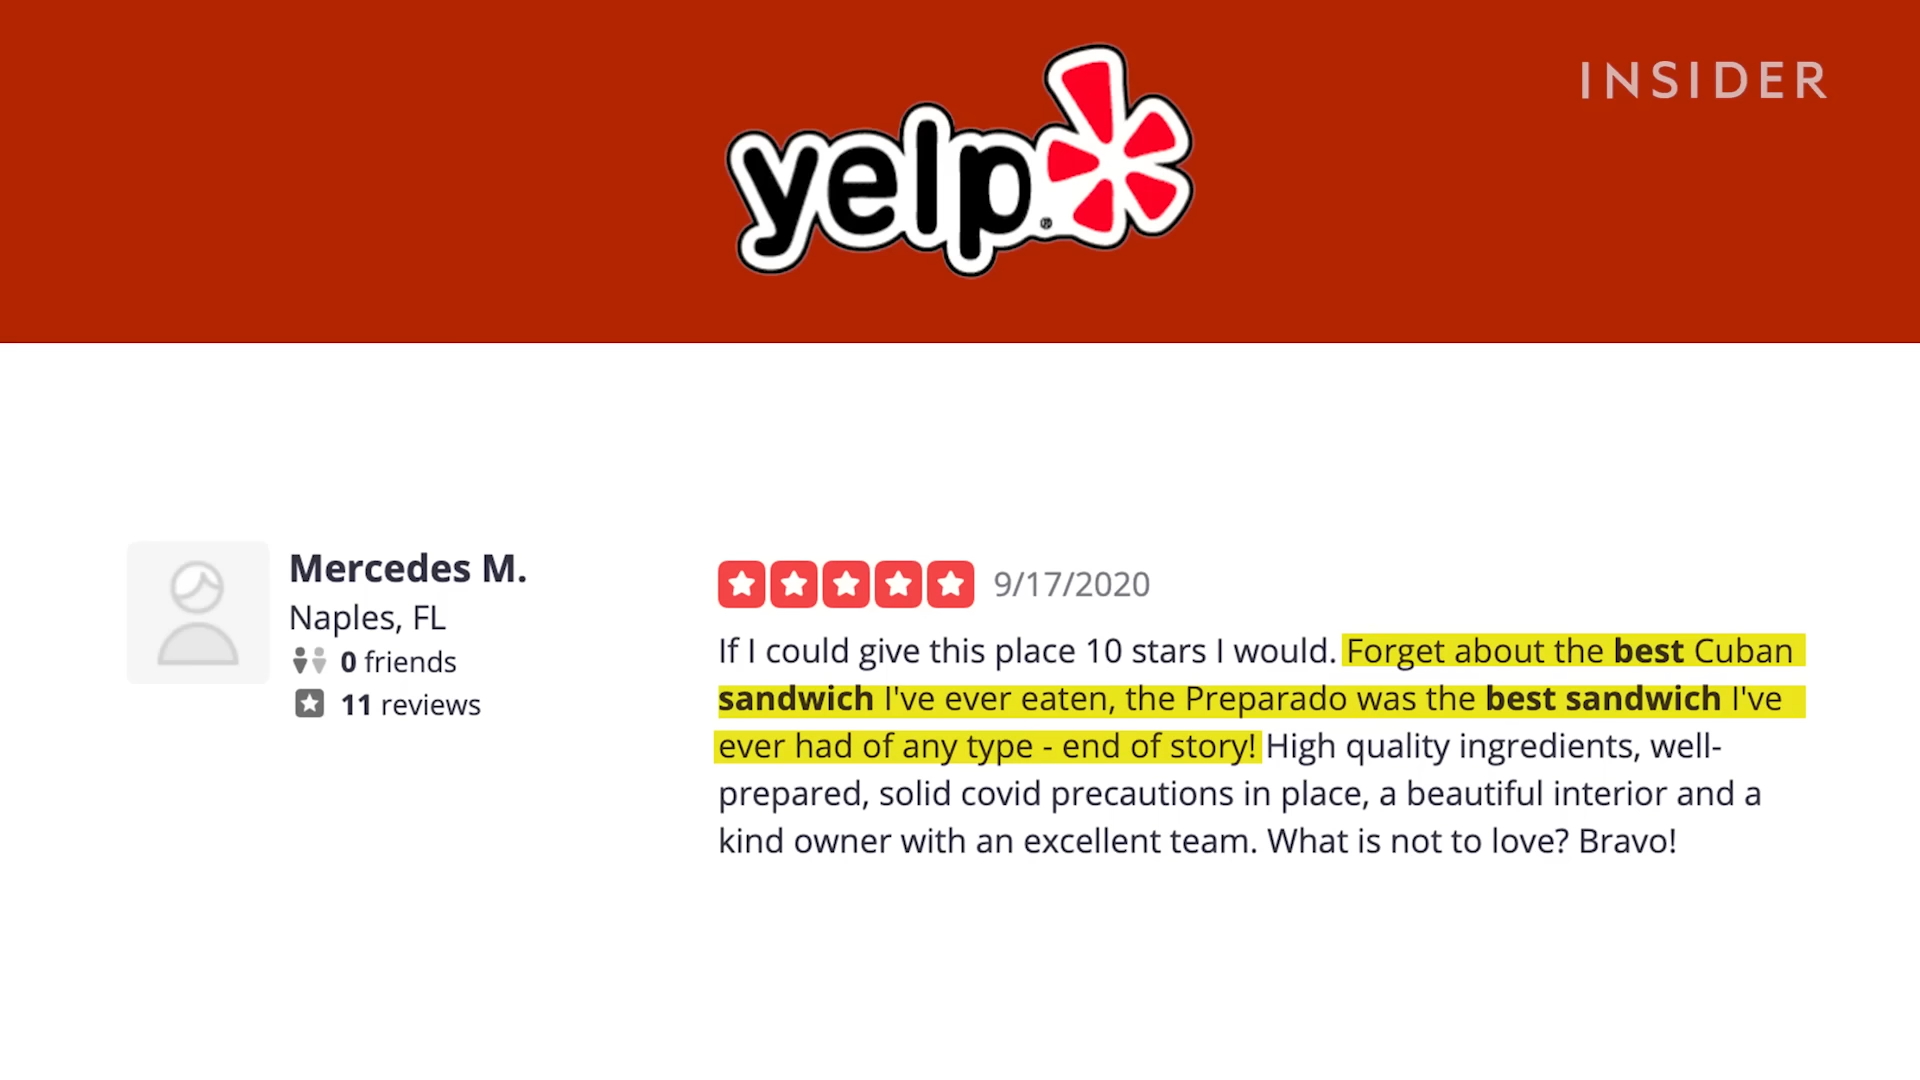 INSIDER
yelp®
Mercedes M.
Naples, FL
0 friends
11 reviews
9/17/2020
If I could give this place 10 stars I would. Forget about the best Cuban
sandwich I've ever eaten, the Preparado was the best sandwich I've
ever had of any type - end of story! High quality ingredients, well-
prepared, solid covid precautions in place, a beautiful interior and a
kind owner with an excellent team. What is not to love? Bravo!